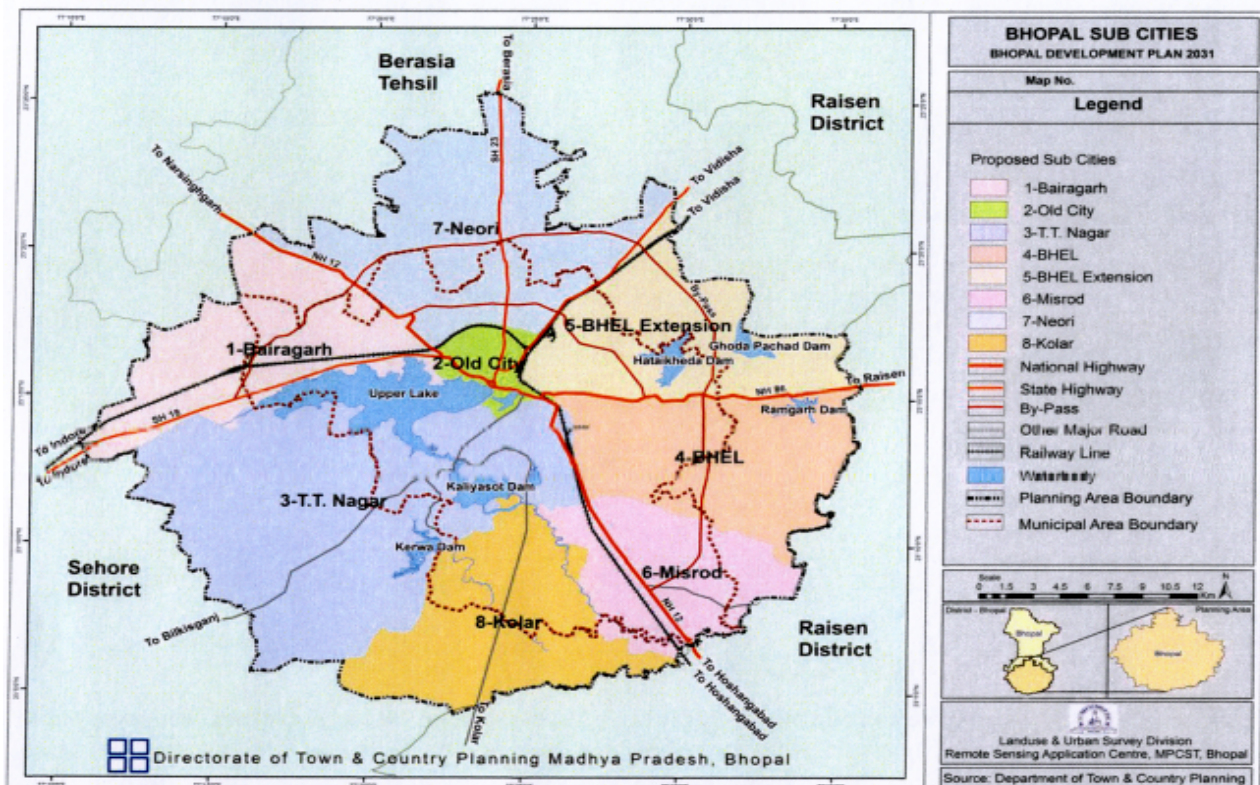 BHOPAL SUB CITIES
BHOPAL DEVELOPMENT PLAN 2031
Map No.
Legend
Proposed Sub Cities
1-Bairagarh
2-Old City
3-T.T. Nagar
4-BHEL
5-BHEL Extension
6-Misrod
7-Neori
8-Kolar
National Highway
State Highway
By-Pass
Other Major Road
Railway Line
Planning Area Boundary
Municipal Area Boundary
Scale
0 1.5 3 4.5 6 7.5 9 10.5 12
Km
N
District - Bhopal
Planning Area
Bhopal
Bhopal
Landuse & Urban Survey Division
Remote Sensing Application Centre, MPCST, Bhopal
Source: Department of Town & Country Planning
Berasia
Tehsil
To Berasia
Raisen
District
To Narsinghgarh
SH 23
To Vidisha
To Vidisha
7-Neori
NH 12
By-Pass
5-BHEL Extension
1-Bairagarh
2-Old City
Ghoda Pachad Dam
Hataikheda Dam
Upper Lake
NH 86
To Raisen
Ramgarh Dam
SH 18
To Indore
To Indore
4-BHEL
3-T.T. Nagar
Kaliyasot Dam
Kerwa Dam
Sehore
District
6-Misrod
NH 12
8-Kolar
To Bilkisganj
Raisen
District
To Hoshangabad
To Hoshangabad
To Kolar
Directorate of Town & Country Planning Madhya Pradesh, Bhopal